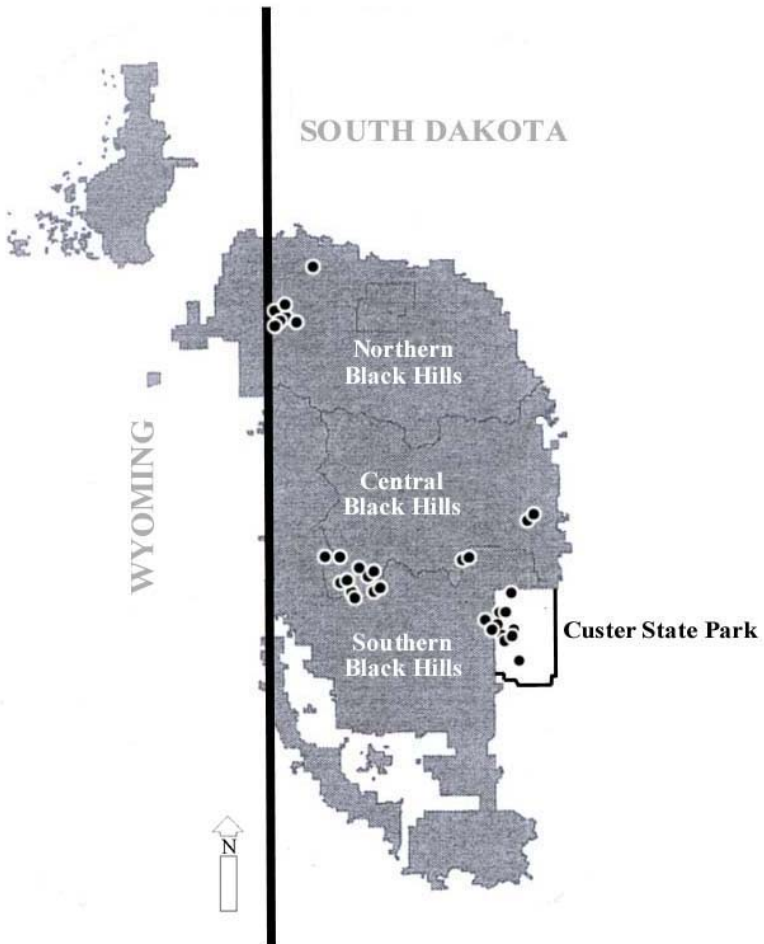 SOUTH DAKOTA
Northern
Black Hills
WYOMING
Central
Black Hills
Custer State Park
Southern
Black Hills
N